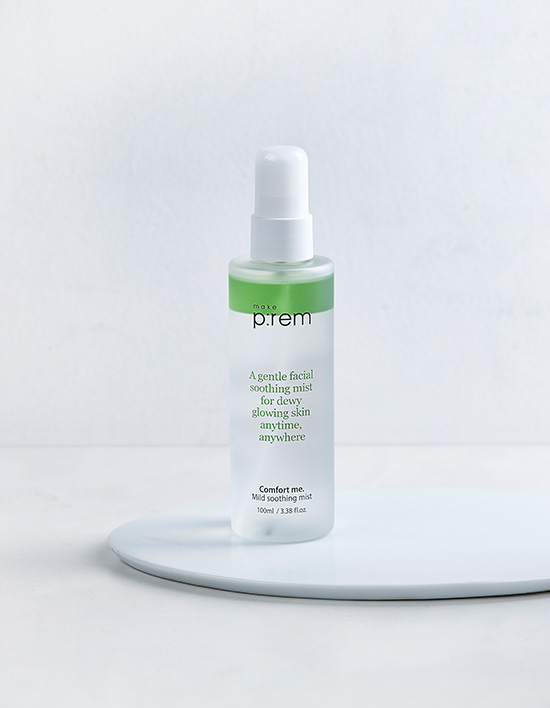 make
p:rem
A gentle facial
soothing mist
for dewy
glowing skin
anytime,
anywhere
Comfort me.
Mild soothing mist
100ml / 3.38 fl.oz.